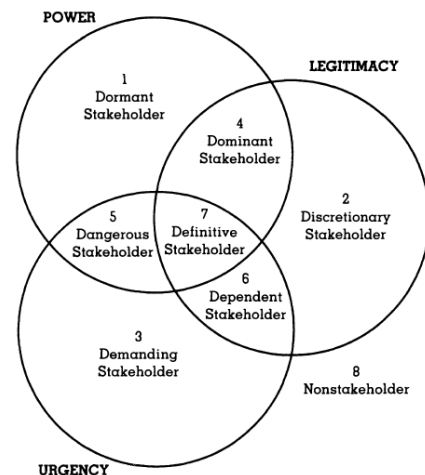 POWER
1
Dormant
Stakeholder
LEGITIMACY
4
Dominant
Stakeholder
2
Discretionary
Stakeholder
5
Dangerous
Stakeholder
7
Definitive
Stakeholder
6
Dependent
Stakeholder
3
Demanding
Stakeholder
8
Nonstakeholder
URGENCY